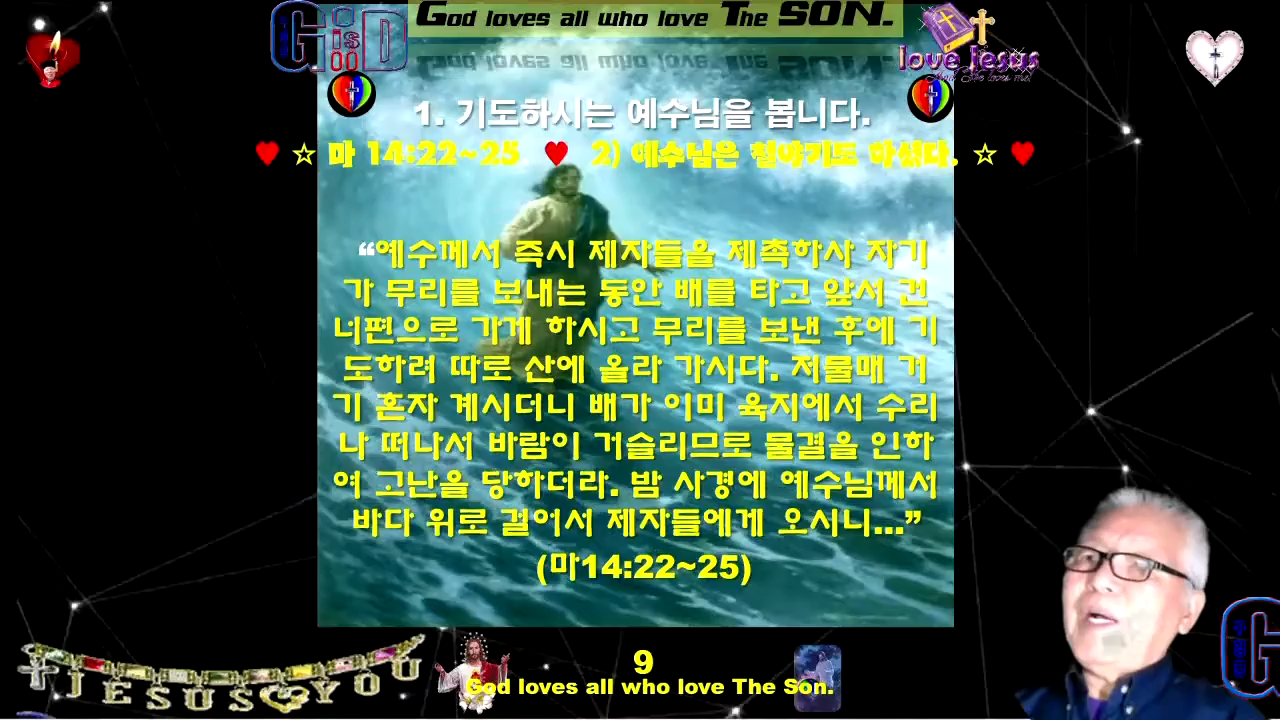 God loves all who love The SON.
GisD
love Jesus
And He loves me!
1. 기도하시는 예수님을 봅니다.
♥ ☆ 마 14:22~25 ♥ 2) 예수님은 철야기도 하셨다. ☆ ♥
“예수께서 즉시 제자들을 재촉하사 자기
가 무리를 보내는 동안 배를 타고 앞서 건
너편으로 가게 하시고 무리를 보낸 후에 기
도하러 따로 산에 올라 가시다. 저물매 거
기 혼자 계시더니 배가 이미 육지에서 수리
나 떠나서 바람이 거슬리므로 물결을 인하
여 고난을 당하더라. 밤 사경에 예수님께서
바다 위로 걸어서 제자들에게 오시니...”
(마14:22~25)
JESUS YOU
9
God loves all who love The Son.
G